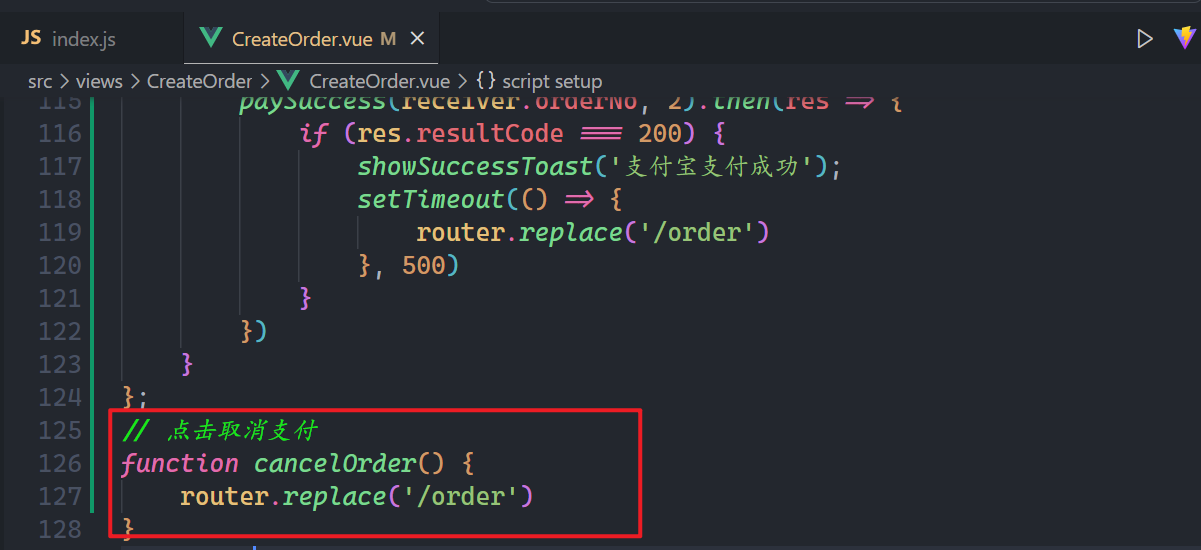 JS index.js
CreateOrder.vue M
src > views > CreateOrder > CreateOrder.vue > {} script setup
115 paySuccess(receiver.orderNo, 2).then(res => {
116 if (res.resultCode === 200) {
117 showSuccessToast('支付宝支付成功');
118 setTimeout(() => {
119 router.replace('/order')
120 }, 500)
121 }
122 })
123 }
124 };
125 // 点击取消支付
126 function cancelOrder() {
127 router.replace('/order')
128 }